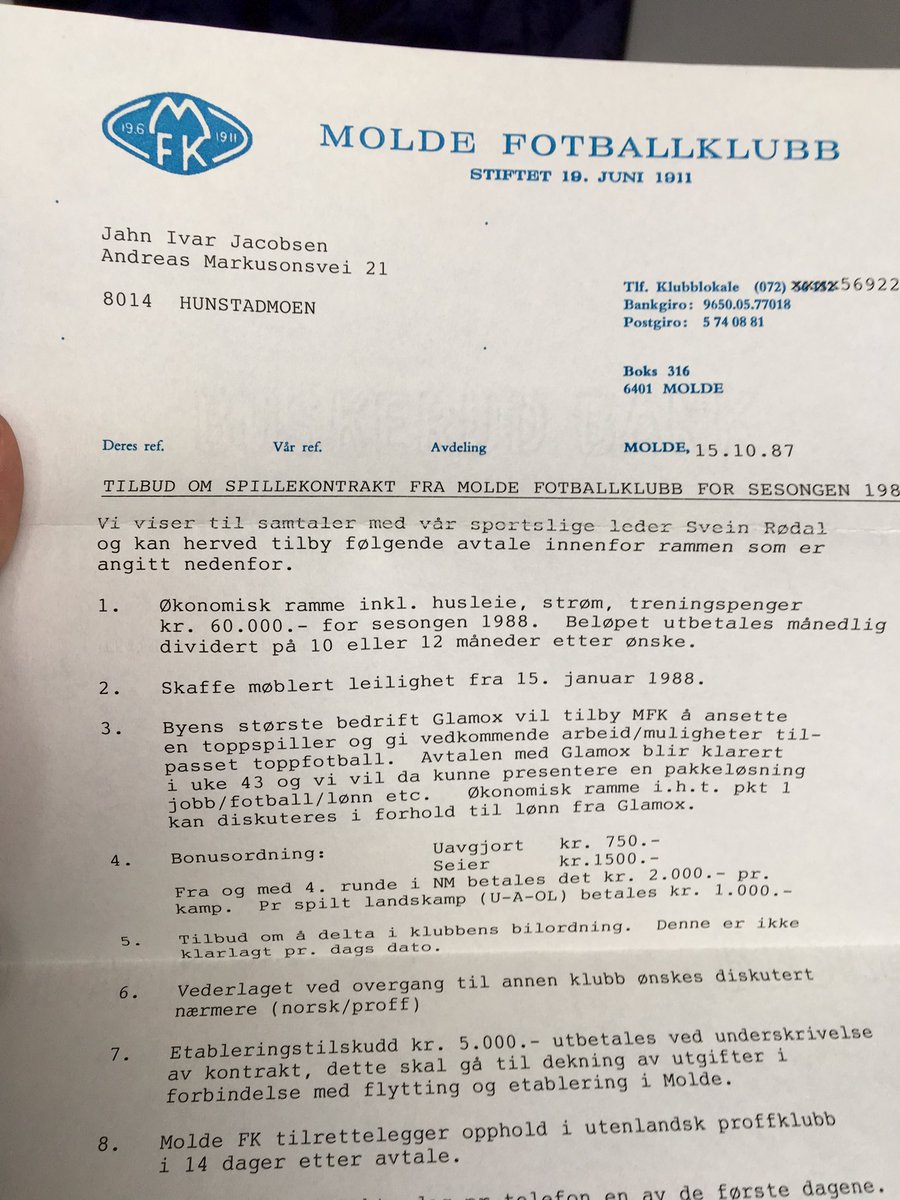 19.6 1911
M
FK
MOLDE FOTBALLKLUBB
STIFTET 19. JUNI 1911
Jahn Ivar Jacobsen
Andreas Markusonsvei 21
8014 HUNSTADMOEN
Tlf. Klubblokale (072) 56922
Bankgiro: 9650.05.77018
Postgiro: 5 74 08 81
Boks 316
6401 MOLDE
Deres ref. Vår ref. Avdeling MOLDE, 15.10.87
TILBUD OM SPILLEKONTRAKT FRA MOLDE FOTBALLKLUBB FOR SESONGEN 198
Vi viser til samtaler med vår sportslige leder Svein Rødal
og kan herved tilby følgende avtale innenfor rammen som er
angitt nedenfor.
1. Økonomisk ramme inkl. husleie, strøm, treningspenger
kr. 60.000.- for sesongen 1988. Beløpet utbetales månedlig
dividert på 10 eller 12 måneder etter ønske.
2. Skaffe møblert leilighet fra 15. januar 1988.
3. Byens største bedrift Glamox vil tilby MFK å ansette
en toppspiller og gi vedkommende arbeid/muligheter til-
passet toppfotball. Avtalen med Glamox blir klarert
i uke 43 og vi vil da kunne presentere en pakkeløsning
jobb/fotball/lønn etc. Økonomisk ramme i.h.t. pkt 1
kan diskuteres i forhold til lønn fra Glamox.
4. Bonusordning: Uavgjort kr. 750.-
Seier kr.1500.-
Fra og med 4. runde i NM betales det kr. 2.000.- pr.
kamp. Pr spilt landskamp (U-A-OL) betales kr. 1.000.-
5. Tilbud om å delta i klubbens bilordning. Denne er ikke
klarlagt pr. dags dato.
6. Vederlaget ved overgang til annen klubb ønskes diskutert
nærmere (norsk/proff)
7. Etableringstilskudd kr. 5.000.- utbetales ved underskrivelse
av kontrakt, dette skal gå til dekning av utgifter i
forbindelse med flytting og etablering i Molde.
8. Molde FK tilrettelegger opphold i utenlandsk proffklubb
i 14 dager etter avtale.
telefon en av de første dagene.